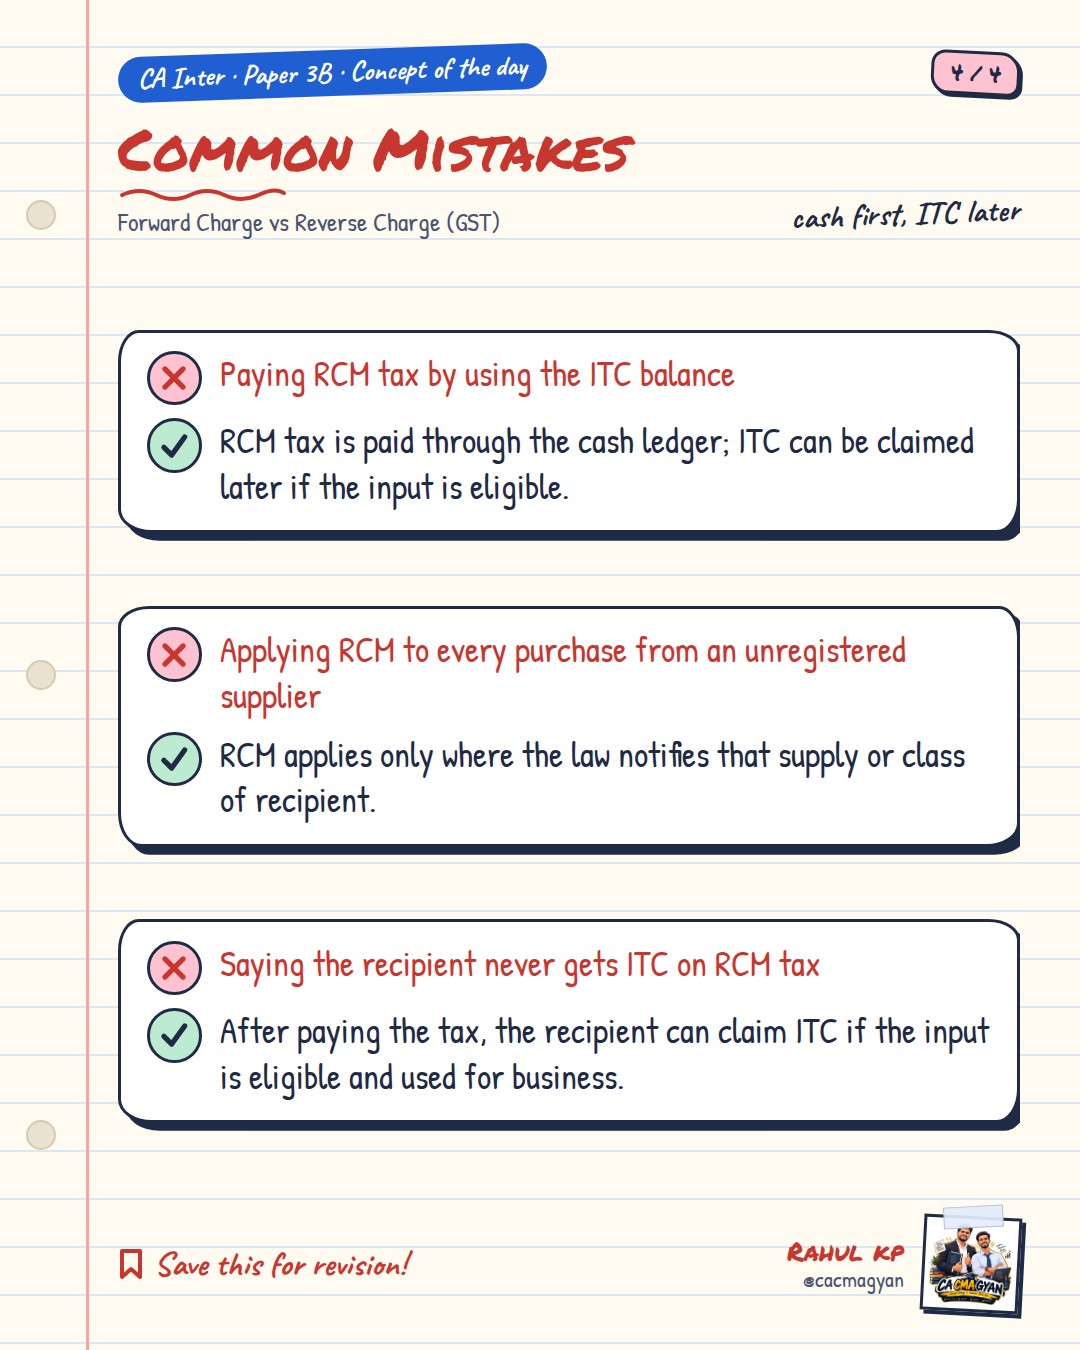 CA Inter · Paper 3B · Concept of the day
4 / 4
Common Mistakes
Forward Charge vs Reverse Charge (GST)
cash first, ITC later
Paying RCM tax by using the ITC balance
RCM tax is paid through the cash ledger; ITC can be claimed
later if the input is eligible.
Applying RCM to every purchase from an unregistered
supplier
RCM applies only where the law notifies that supply or class
of recipient.
Saying the recipient never gets ITC on RCM tax
After paying the tax, the recipient can claim ITC if the input
is eligible and used for business.
Save this for revision!
Rahul KP
@cacmagyan
CA CMA GYAN